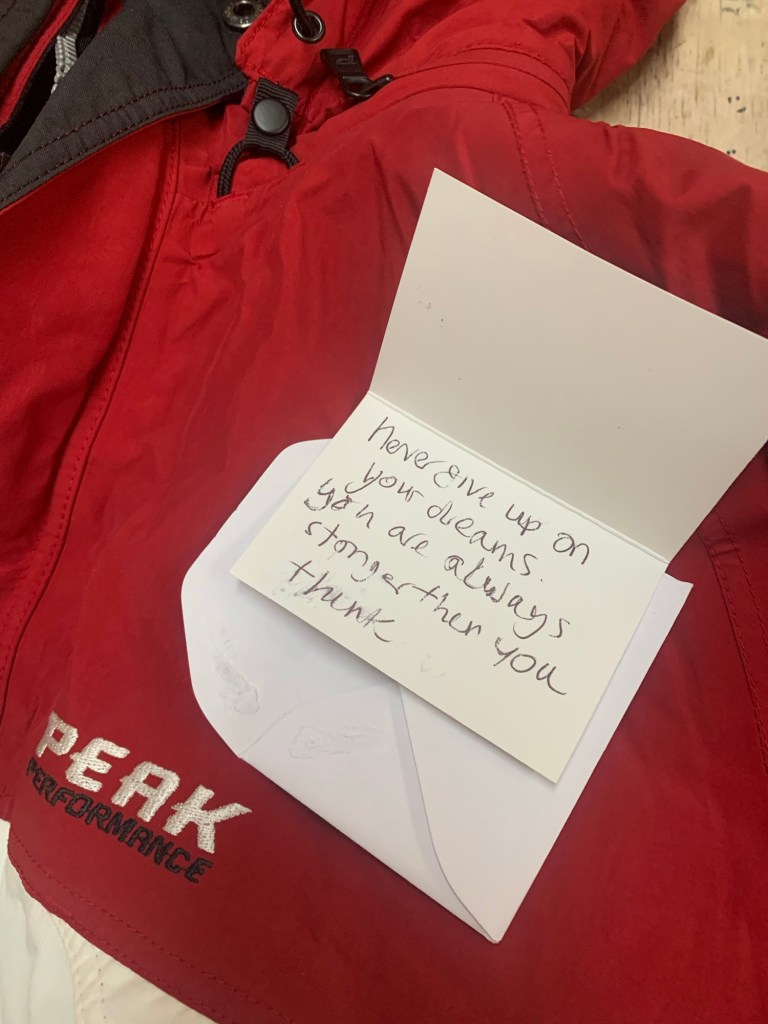 never give up on
your dreams.
you are always
stonger then you
think
PEAK
PERFORMANCE